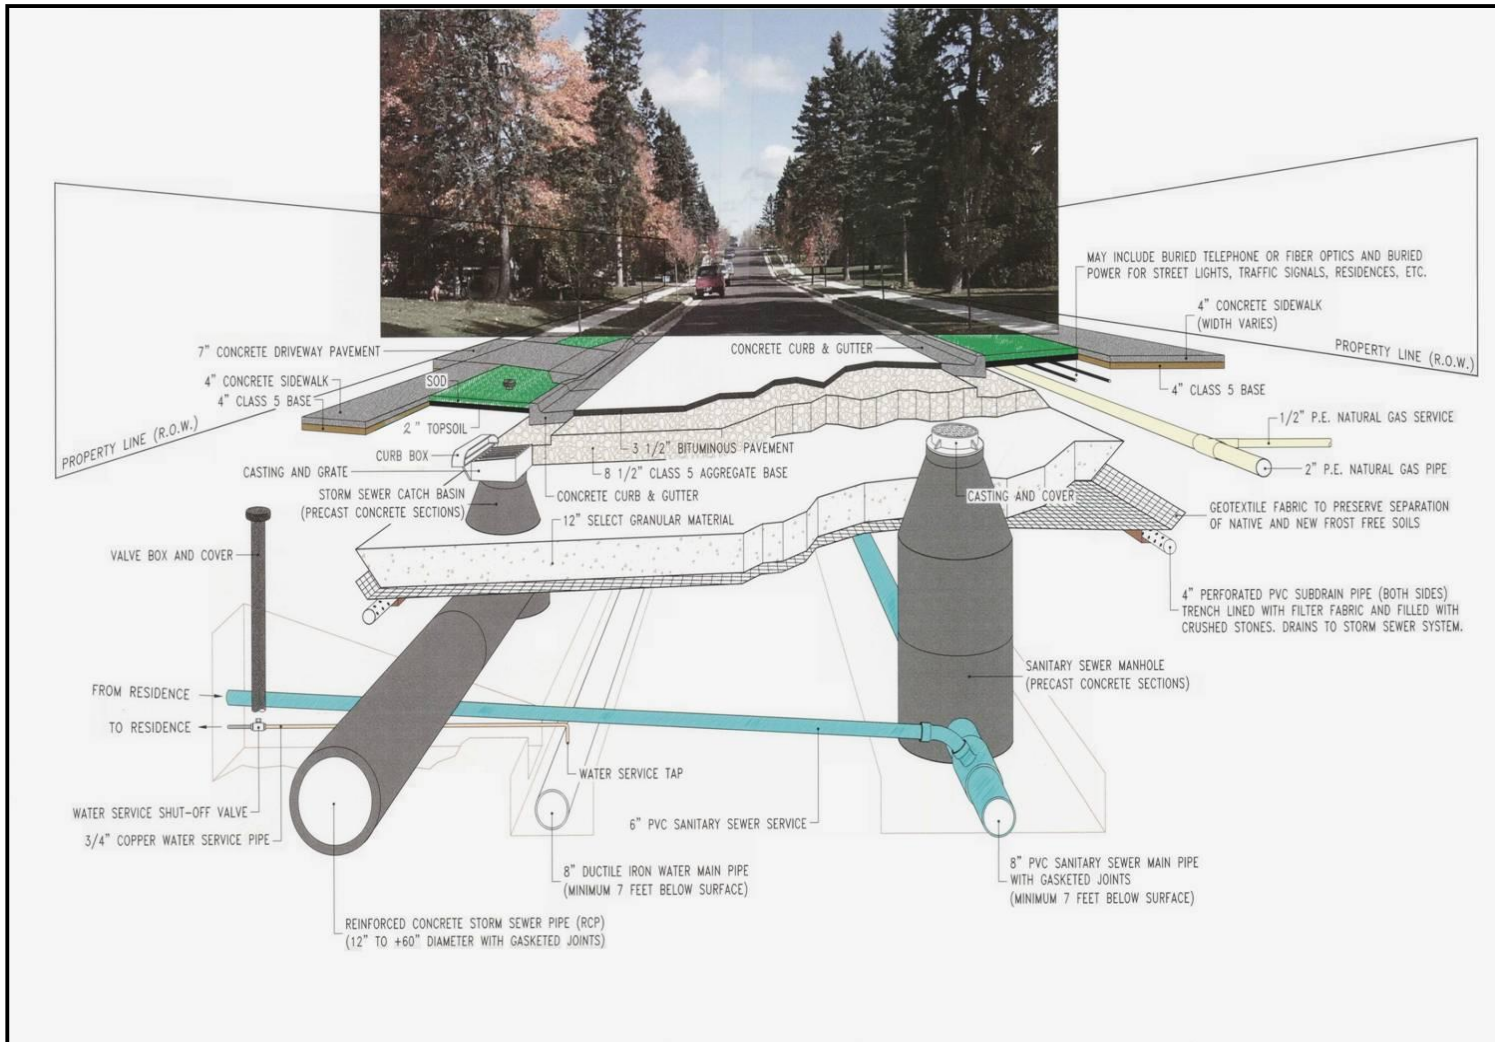 MAY INCLUDE BURIED TELEPHONE OR FIBER OPTICS AND BURIED
POWER FOR STREET LIGHTS, TRAFFIC SIGNALS, RESIDENCES, ETC.
4" CONCRETE SIDEWALK
(WIDTH VARIES)
PROPERTY LINE (R.O.W.)
7" CONCRETE DRIVEWAY PAVEMENT
CONCRETE CURB & GUTTER
4" CONCRETE SIDEWALK
SOD
4" CLASS 5 BASE
4" CLASS 5 BASE
PROPERTY LINE (R.O.W.)
2" TOPSOIL
1/2" P.E. NATURAL GAS SERVICE
CURB BOX
3 1/2" BITUMINOUS PAVEMENT
CASTING AND GRATE
8 1/2" CLASS 5 AGGREGATE BASE
2" P.E. NATURAL GAS PIPE
STORM SEWER CATCH BASIN
(PRECAST CONCRETE SECTIONS)
CONCRETE CURB & GUTTER
CASTING AND COVER
12" SELECT GRANULAR MATERIAL
GEOTEXTILE FABRIC TO PRESERVE SEPARATION
OF NATIVE AND NEW FROST FREE SOILS
VALVE BOX AND COVER
4" PERFORATED PVC SUBDRAIN PIPE (BOTH SIDES)
TRENCH LINED WITH FILTER FABRIC AND FILLED WITH
CRUSHED STONES. DRAINS TO STORM SEWER SYSTEM.
SANITARY SEWER MANHOLE
(PRECAST CONCRETE SECTIONS)
FROM RESIDENCE
TO RESIDENCE
WATER SERVICE TAP
WATER SERVICE SHUT-OFF VALVE
6" PVC SANITARY SEWER SERVICE
3/4" COPPER WATER SERVICE PIPE
8" DUCTILE IRON WATER MAIN PIPE
(MINIMUM 7 FEET BELOW SURFACE)
8" PVC SANITARY SEWER MAIN PIPE
WITH GASKETED JOINTS
(MINIMUM 7 FEET BELOW SURFACE)
REINFORCED CONCRETE STORM SEWER PIPE (RCP)
(12" TO +60" DIAMETER WITH GASKETED JOINTS)